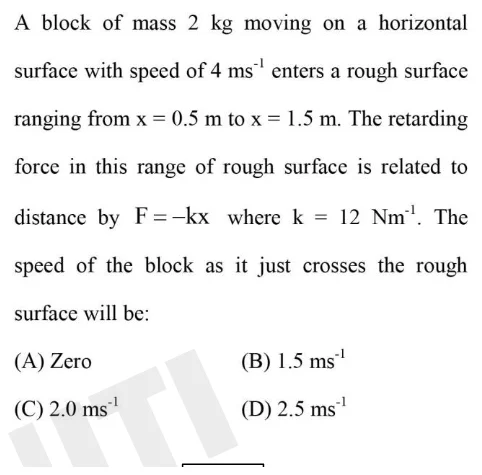 A block of mass 2 kg moving on a horizontal
surface with speed of 4 ms⁻¹ enters a rough surface
ranging from x = 0.5 m to x = 1.5 m. The retarding
force in this range of rough surface is related to
distance by F = –kx where k = 12 Nm⁻¹. The
speed of the block as it just crosses the rough
surface will be:
(A) Zero (B) 1.5 ms⁻¹
(C) 2.0 ms⁻¹ (D) 2.5 ms⁻¹